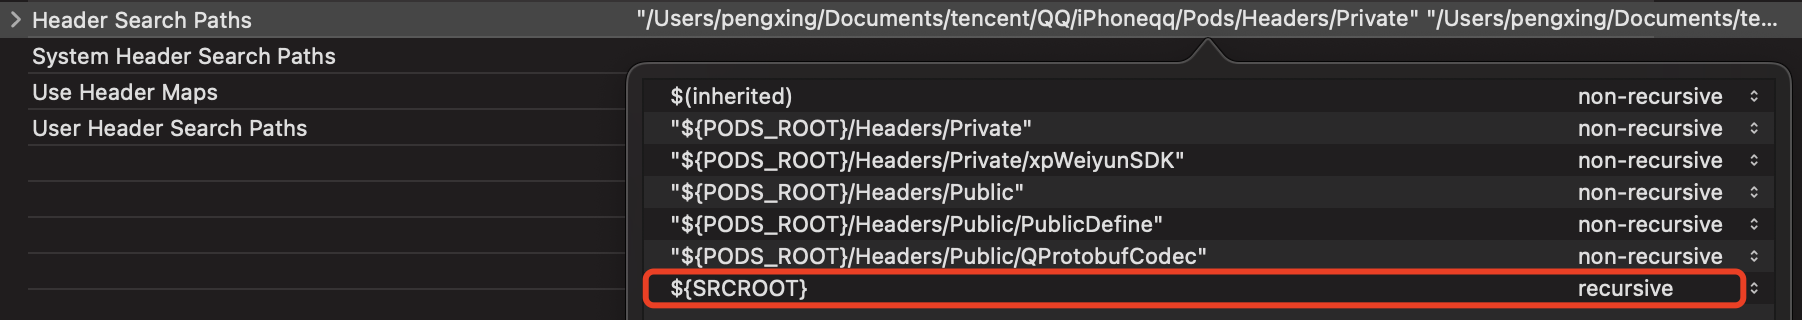 Header Search Paths "/Users/pengxing/Documents/tencent/QQ/iPhoneqq/Pods/Headers/Private" "/Users/pengxing/Documents/te...
System Header Search Paths
Use Header Maps
User Header Search Paths
$(inherited) non-recursive
"${PODS_ROOT}/Headers/Private" non-recursive
"${PODS_ROOT}/Headers/Private/xpWeiyunSDK" non-recursive
"${PODS_ROOT}/Headers/Public" non-recursive
"${PODS_ROOT}/Headers/Public/PublicDefine" non-recursive
"${PODS_ROOT}/Headers/Public/QProtobufCodec" non-recursive
${SRCROOT} recursive